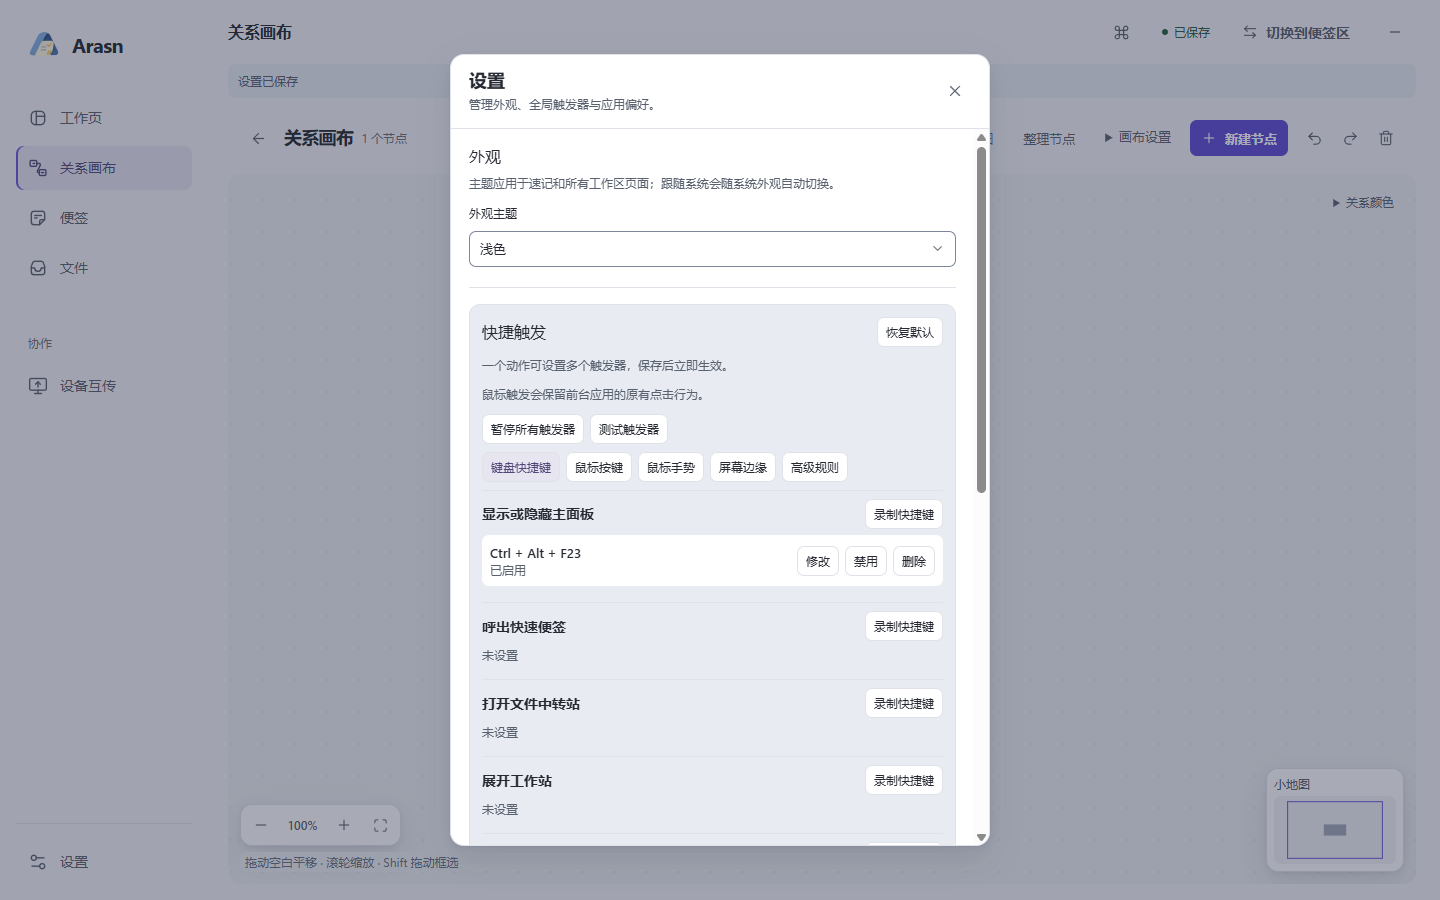 Arasn
工作页
关系画布
便签
文件
协作
设备互传
设置
关系画布
已保存
切换到便签区
设置已保存
关系画布
1 个节点
整理节点
画布设置
新建节点
关系颜色
设置
管理外观、全局触发器与应用偏好。
外观
主题应用于速记和所有工作区页面；跟随系统会随系统外观自动切换。
外观主题
浅色
快捷触发
恢复默认
一个动作可设置多个触发器，保存后立即生效。
鼠标触发会保留前台应用的原有点击行为。
暂停所有触发器 测试触发器
键盘快捷键 鼠标按键 鼠标手势 屏幕边缘 高级规则
显示或隐藏主面板
录制快捷键
Ctrl + Alt + F23
已启用
修改 禁用 删除
呼出快速便签
录制快捷键
未设置
打开文件中转站
录制快捷键
未设置
展开工作站
录制快捷键
未设置
100%
拖动空白平移 · 滚轮缩放 · Shift 拖动框选
小地图